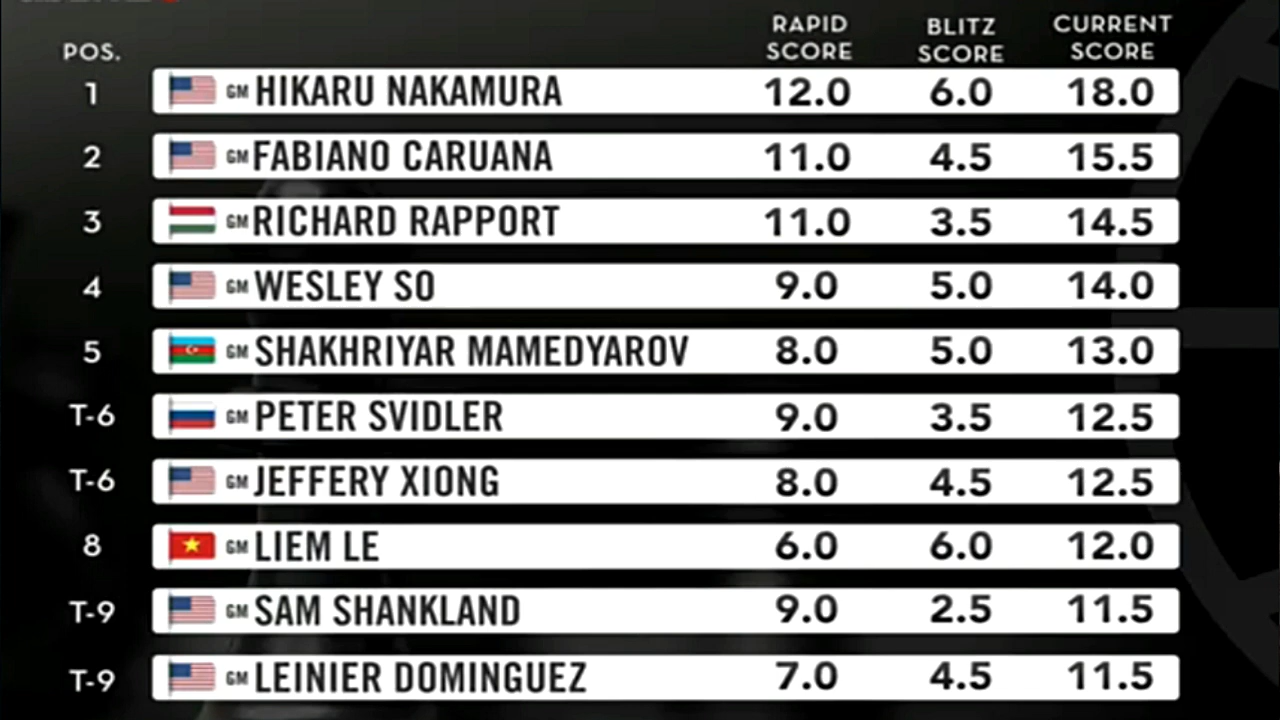 POS. RAPID SCORE BLITZ SCORE CURRENT SCORE
1 GM HIKARU NAKAMURA 12.0 6.0 18.0
2 GM FABIANO CARUANA 11.0 4.5 15.5
3 GM RICHARD RAPPORT 11.0 3.5 14.5
4 GM WESLEY SO 9.0 5.0 14.0
5 GM SHAKHRIYAR MAMEDYAROV 8.0 5.0 13.0
T-6 GM PETER SVIDLER 9.0 3.5 12.5
T-6 GM JEFFERY XIONG 8.0 4.5 12.5
8 GM LIEM LE 6.0 6.0 12.0
T-9 GM SAM SHANKLAND 9.0 2.5 11.5
T-9 GM LEINIER DOMINGUEZ 7.0 4.5 11.5